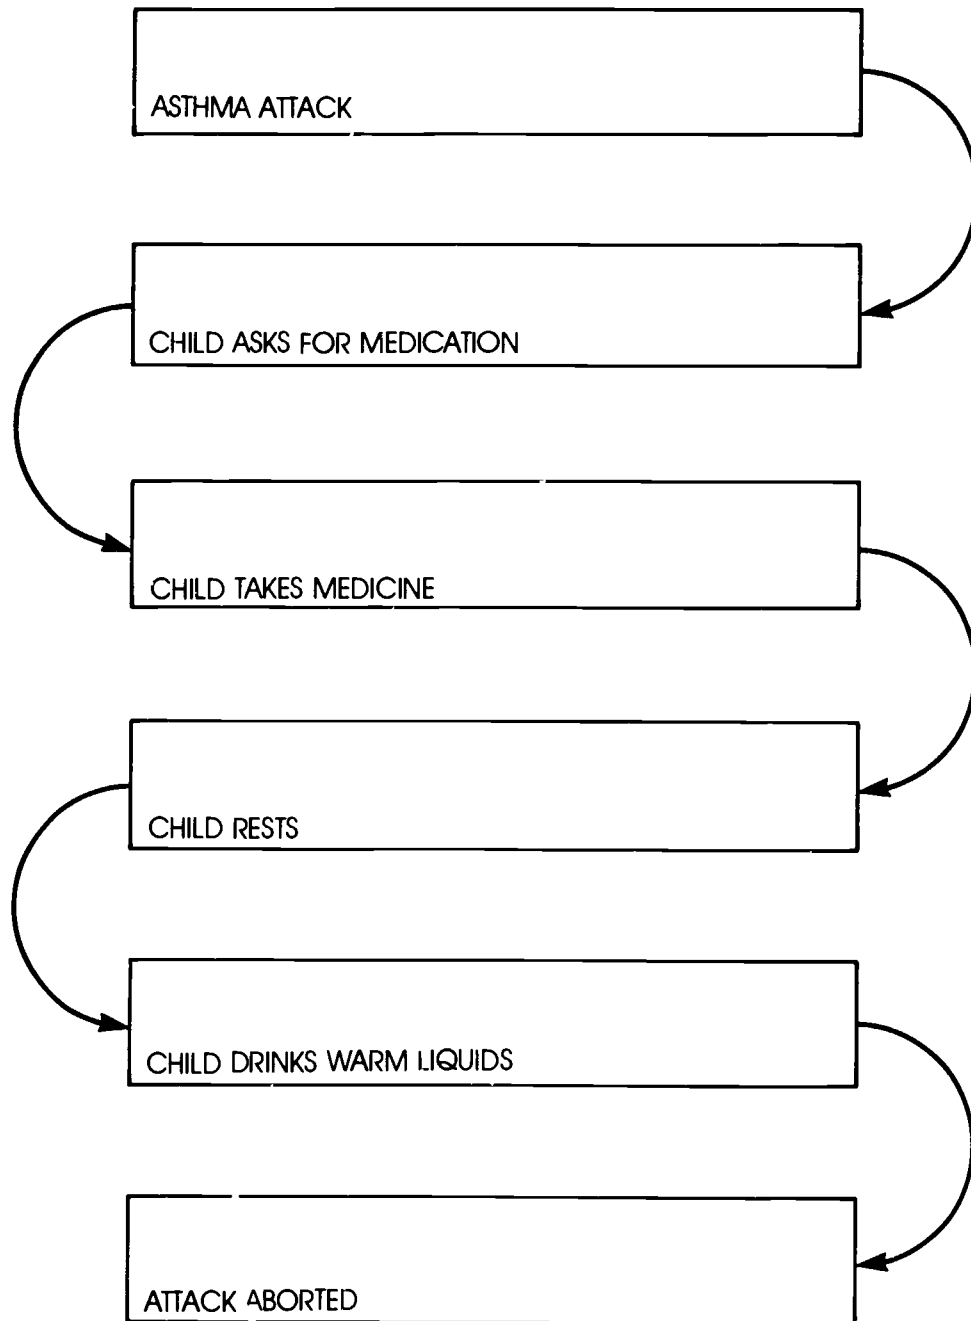 ASTHMA ATTACK
CHILD ASKS FOR MEDICATION
CHILD TAKES MEDICINE
CHILD RESTS
CHILD DRINKS WARM LIQUIDS
ATTACK ABORTED